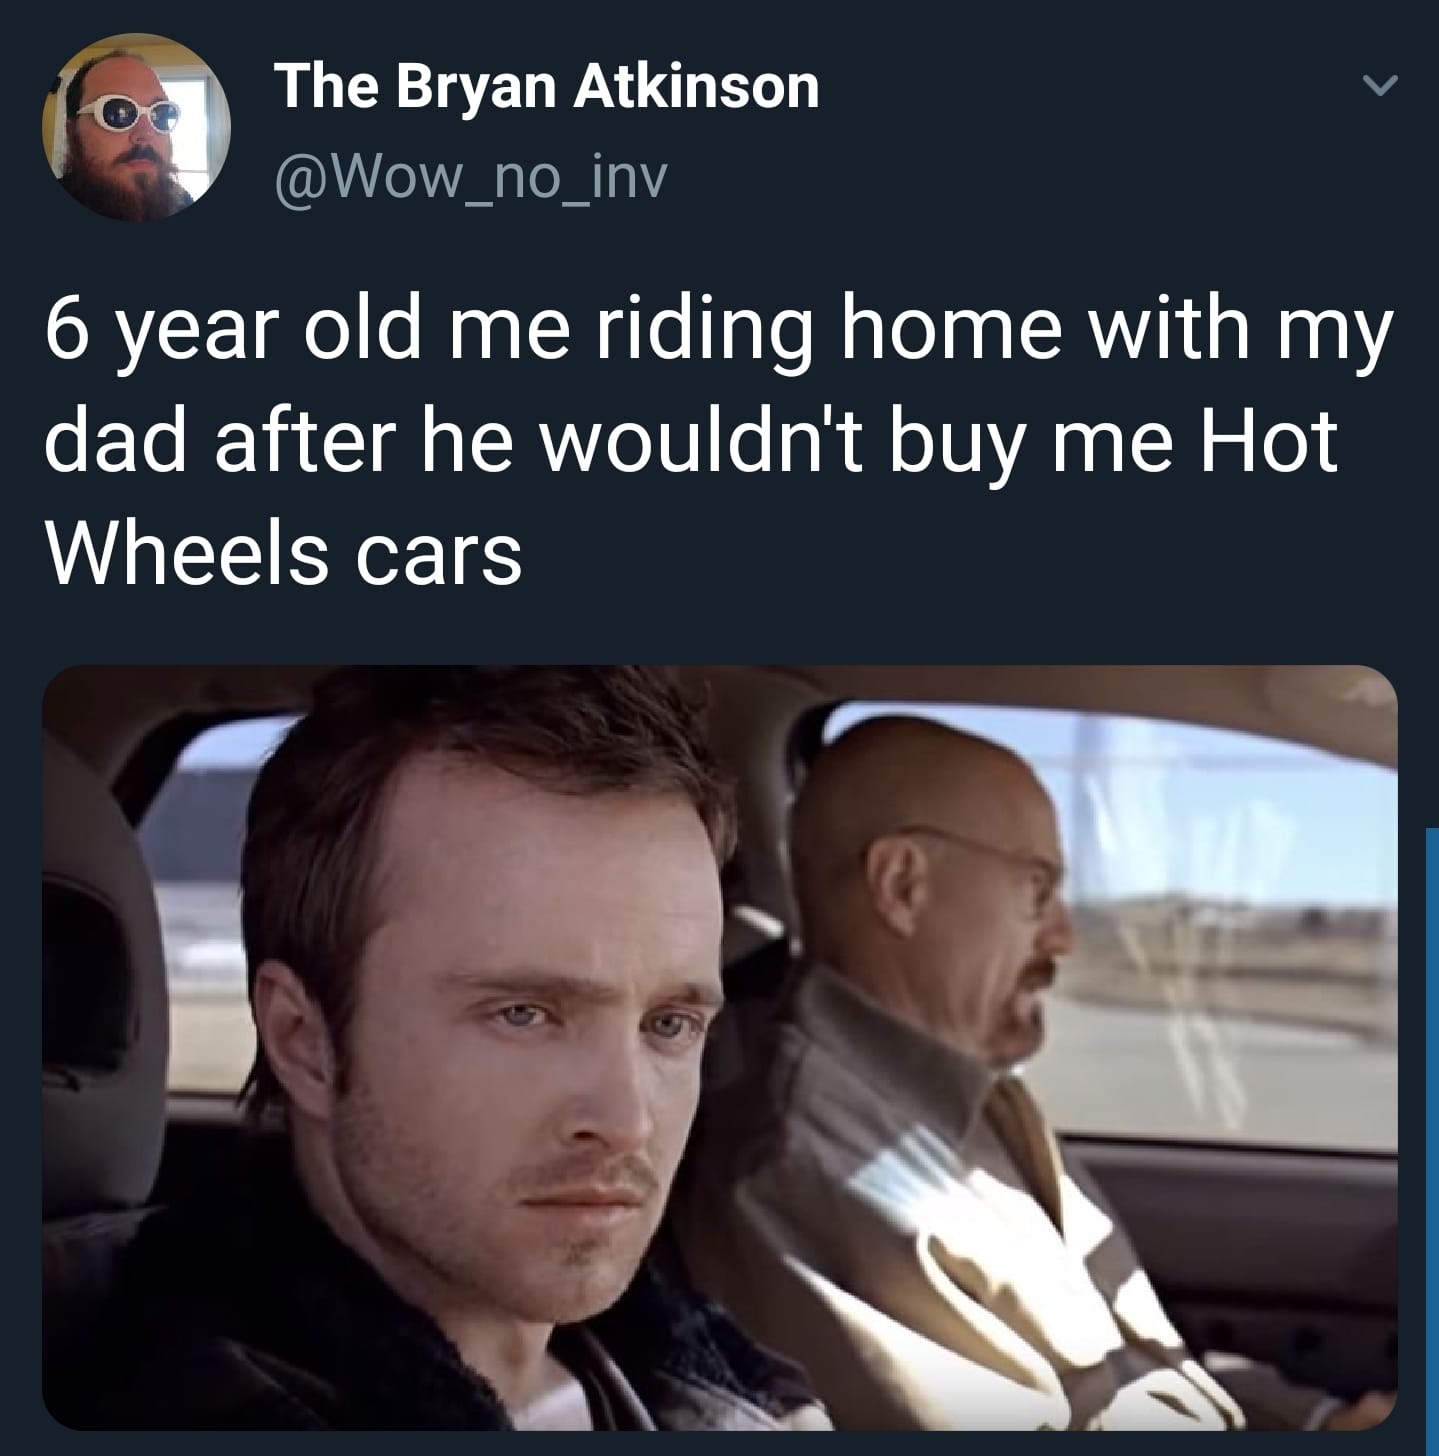 The Bryan Atkinson
@Wow_no_inv
6 year old me riding home with my
dad after he wouldn't buy me Hot
Wheels cars